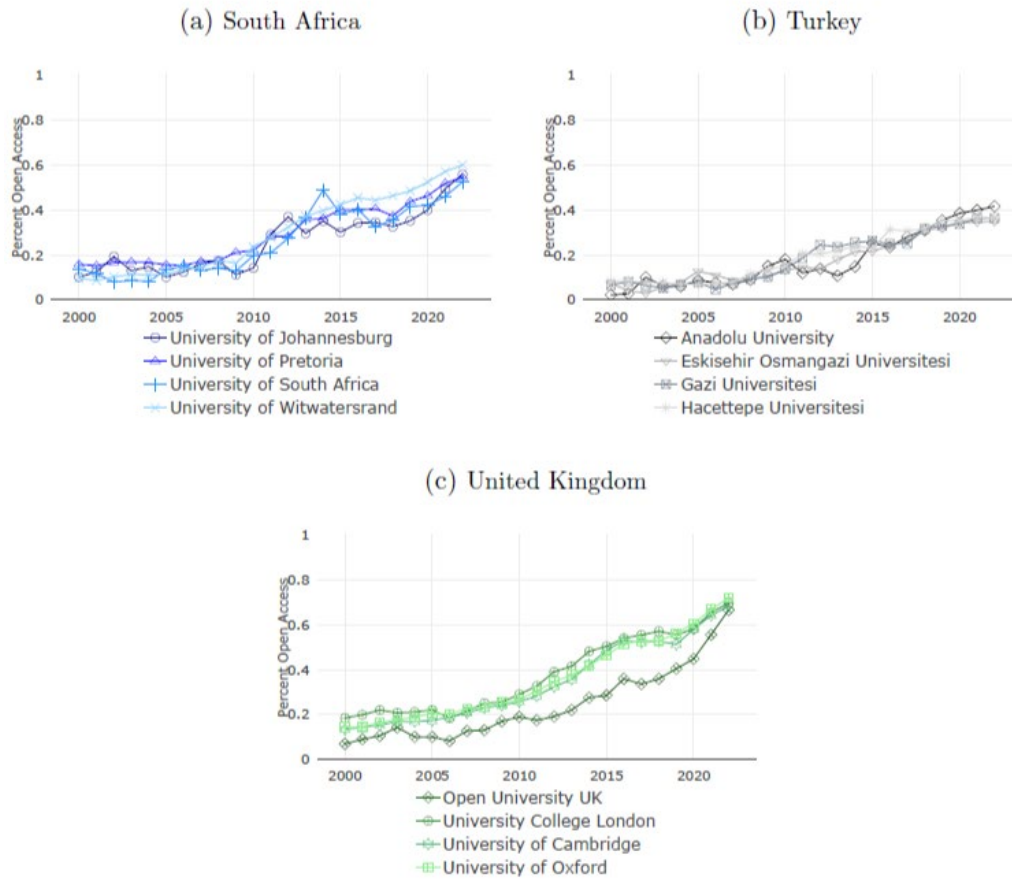 (a) South Africa
Percent Open Access
1
0.8
0.6
0.4
0.2
0
2000 2005 2010 2015 2020
University of Johannesburg
University of Pretoria
University of South Africa
University of Witwatersrand
(b) Turkey
Percent Open Access
1
0.8
0.6
0.4
0.2
0
2000 2005 2010 2015 2020
Anadolu University
Eskisehir Osmangazi Universitesi
Gazi Universitesi
Hacettepe Universitesi
(c) United Kingdom
Percent Open Access
1
0.8
0.6
0.4
0.2
0
2000 2005 2010 2015 2020
Open University UK
University College London
University of Cambridge
University of Oxford